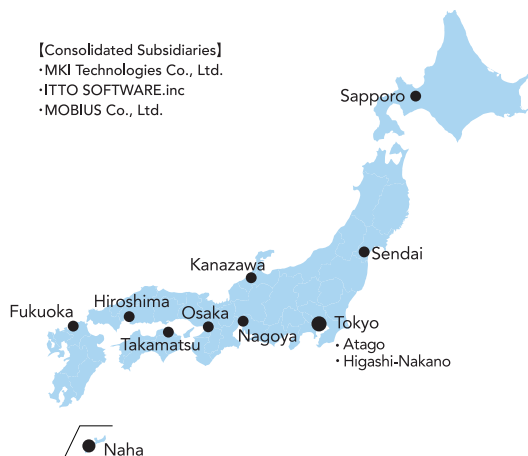 【Consolidated Subsidiaries】
・MKI Technologies Co., Ltd.
・ITTO SOFTWARE.inc
・MOBIUS Co., Ltd.
Sapporo
Sendai
Kanazawa
Fukuoka
Hiroshima
Osaka
Takamatsu
Nagoya
Tokyo
・Atago
・Higashi-Nakano
Naha